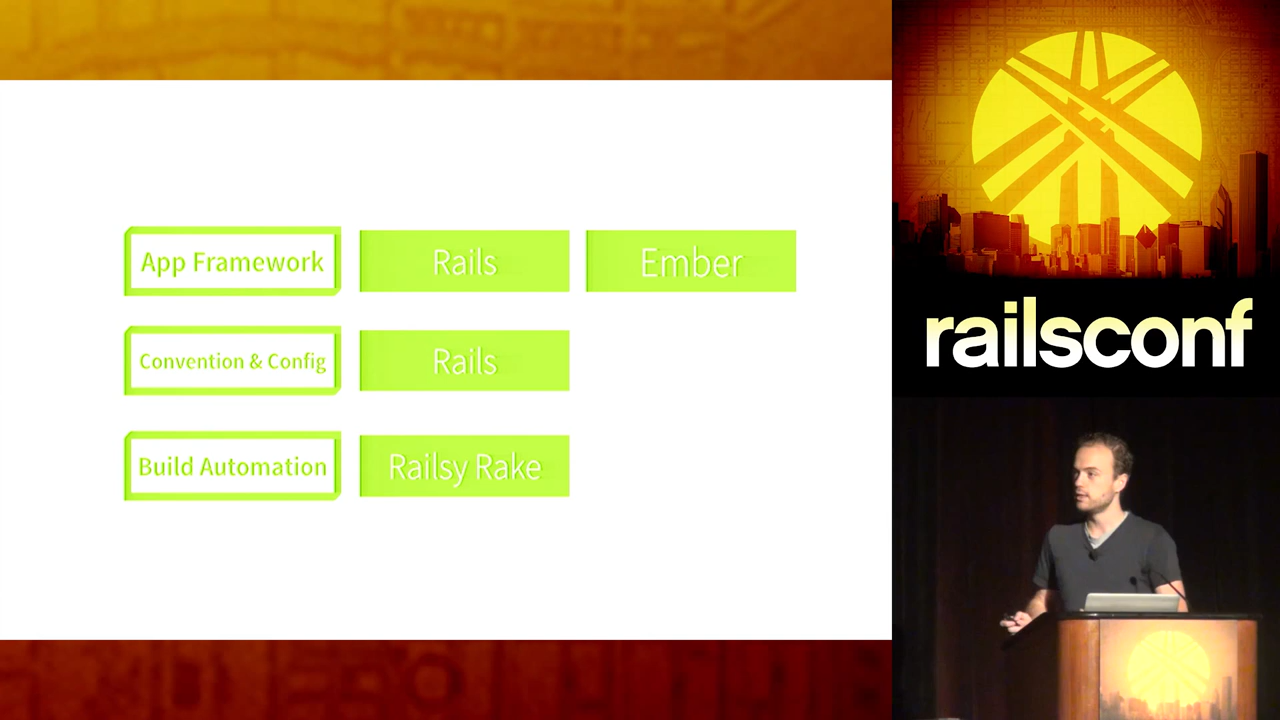 App Framework Rails Ember
Convention & Config Rails
Build Automation Railsy Rake
railsconf